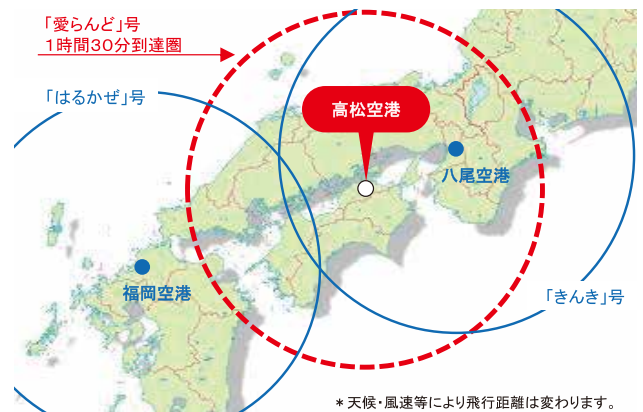 「愛らんど」号
1時間30分到達圏
「はるかぜ」号
高松空港
八尾空港
福岡空港
「きんき」号
＊天候・風速等により飛行距離は変わります。